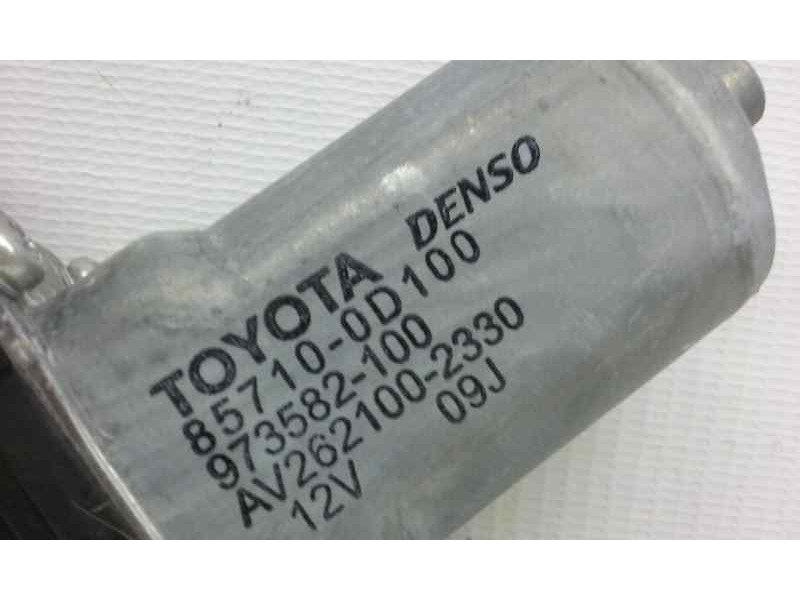 TOYOTA DENSO
85710-0D100
973582-100
AV262100-2330
12V 09J